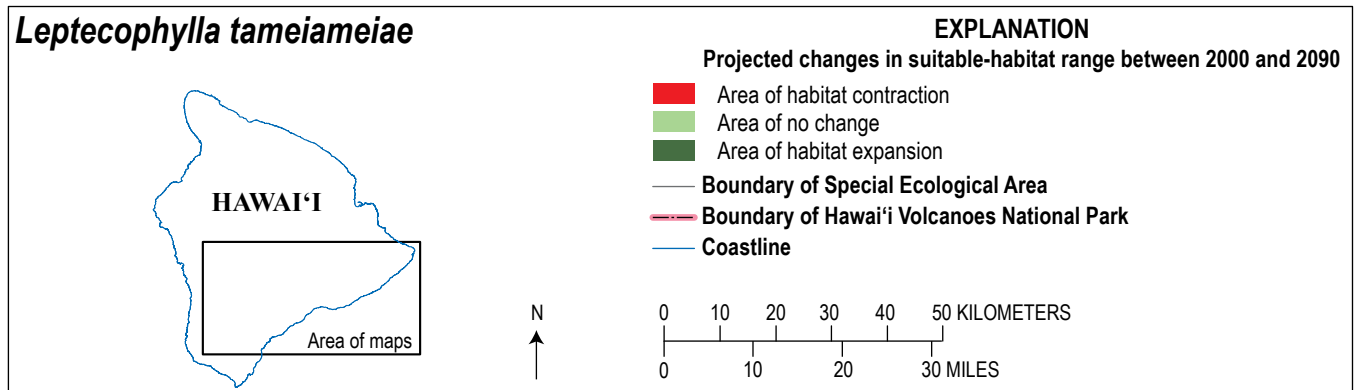 Leptecophylla tameiameiae
HAWAI‘I
Area of maps
EXPLANATION
Projected changes in suitable-habitat range between 2000 and 2090
Area of habitat contraction
Area of no change
Area of habitat expansion
Boundary of Special Ecological Area
Boundary of Hawai‘i Volcanoes National Park
Coastline
N
0 10 20 30 40 50 KILOMETERS
0 10 20 30 MILES